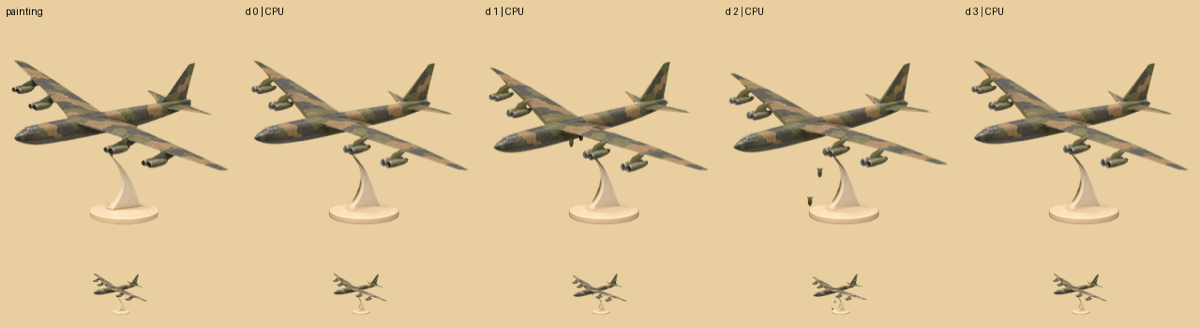 painting
d 0 | CPU
d 1 | CPU
d 2 | CPU
d 3 | CPU